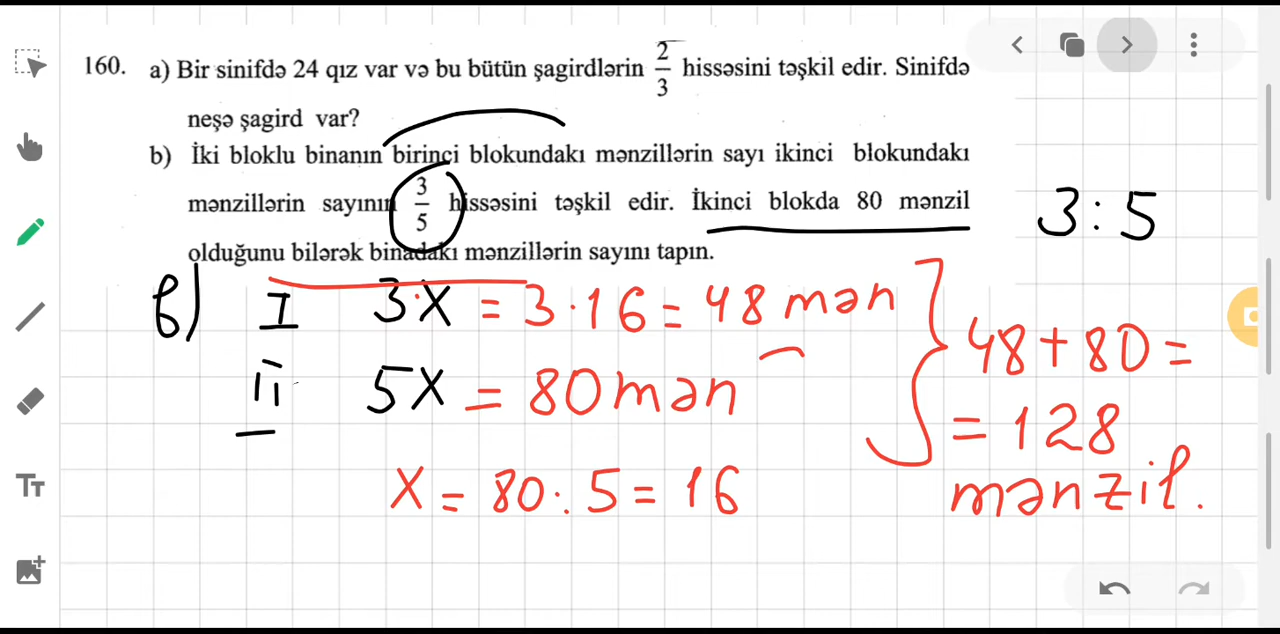 160. a) Bir sinifdə 24 qız var və bu bütün şagirdlərin 2/3 hissəsini təşkil edir. Sinifdə
neşə şagird var?
b) İki bloklu binanın birinci blokundakı mənzillərin sayı ikinci blokundakı
mənzillərin sayının 3/5 hissəsini təşkil edir. İkinci blokda 80 mənzil
olduğunu bilərək binadakı mənzillərin sayını tapın.
3:5
b) I 3·x = 3·16 = 48 mən
II 5x = 80 mən
x = 80:5 = 16
48+80=
= 128
mənzil.
TT